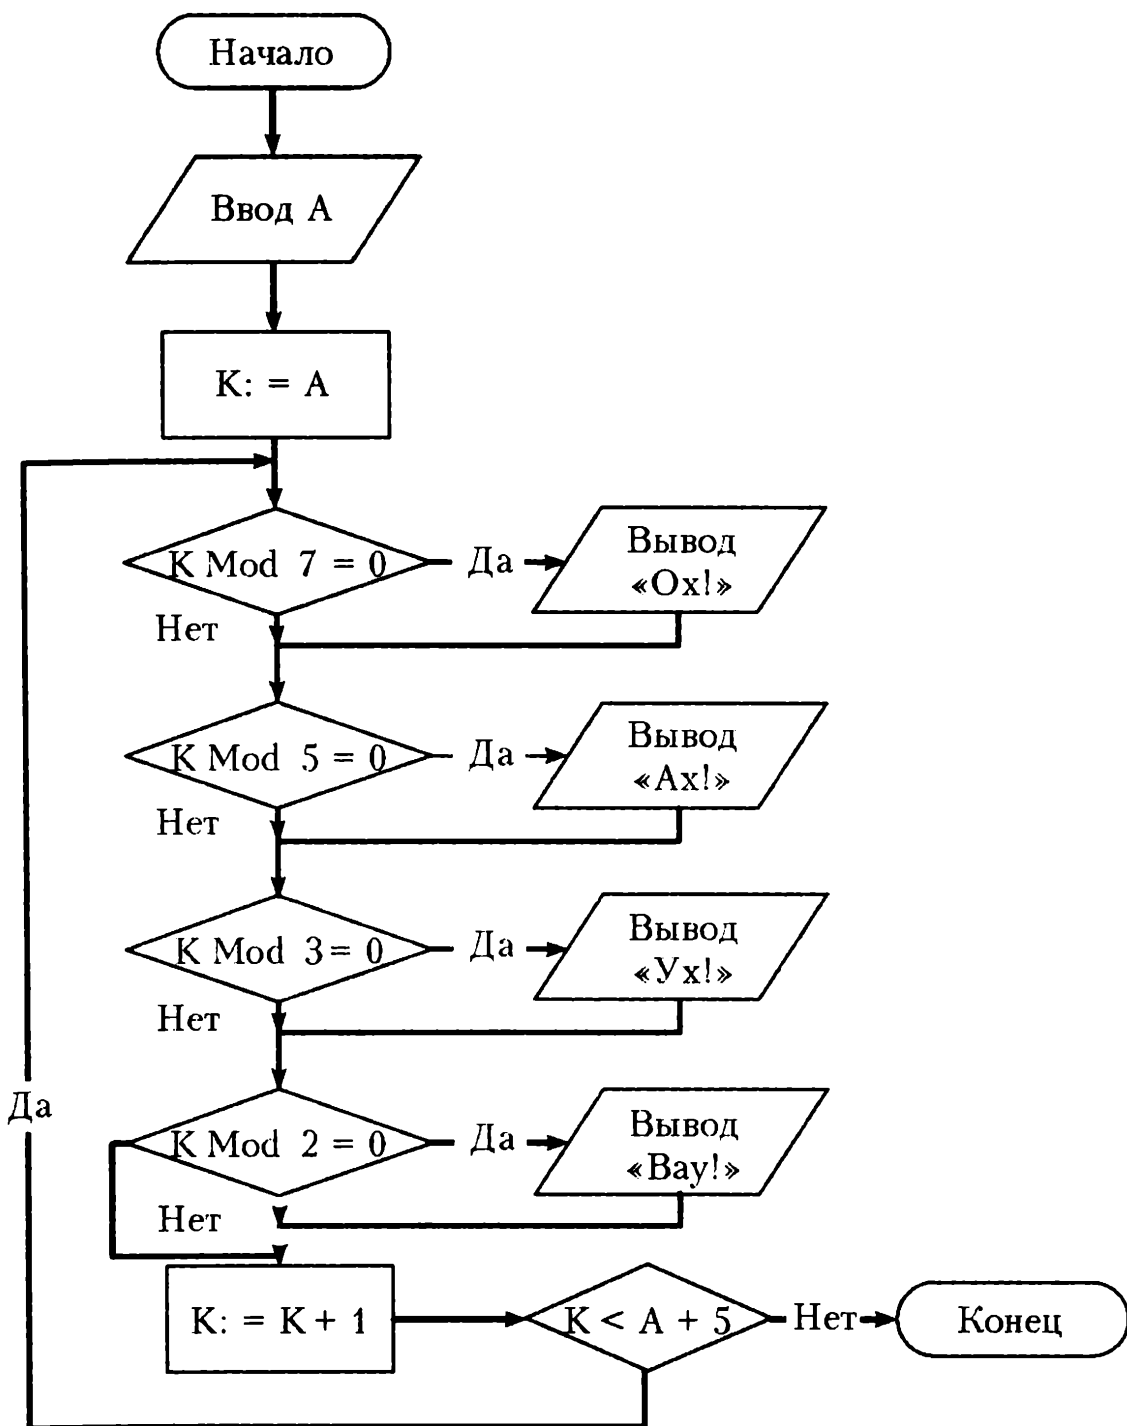 Начало
Ввод A
K: = A
K Mod 7 = 0
Да
Вывод
«Ох!»
Нет
K Mod 5 = 0
Да
Вывод
«Ах!»
Нет
K Mod 3 = 0
Да
Вывод
«Ух!»
Нет
Да
K Mod 2 = 0
Да
Вывод
«Вау!»
Нет
K: = K + 1
K < A + 5
Нет
Конец